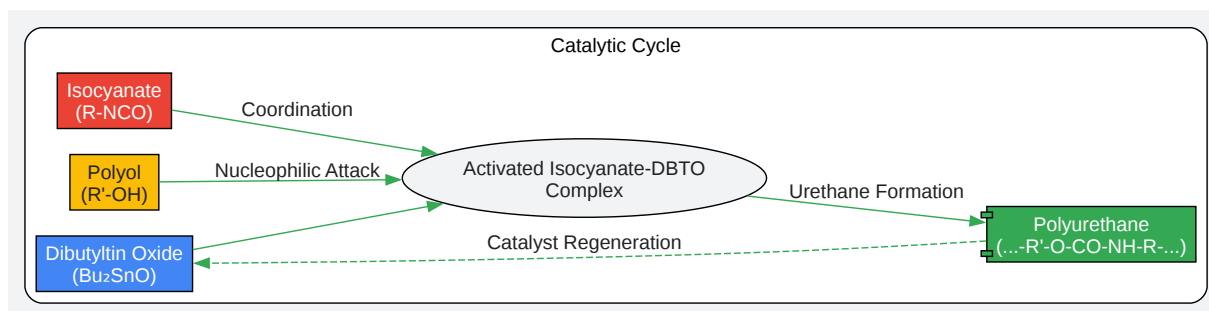 Catalytic Cycle
Isocyanate
(R-NCO)
Coordination
Polyol
(R'-OH)
Nucleophilic Attack
Activated Isocyanate-DBTO
Complex
Urethane Formation
Dibutyltin Oxide
(Bu₂SnO)
Catalyst Regeneration
Polyurethane
(...-R'-O-CO-NH-R-...)